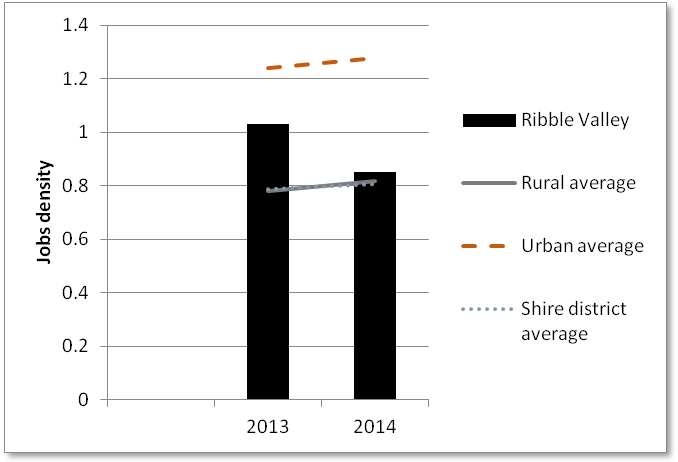 1.4
1.2
1
0.8
0.6
0.4
0.2
0
Jobs density
2013
2014
Ribble Valley
Rural average
Urban average
Shire district
average